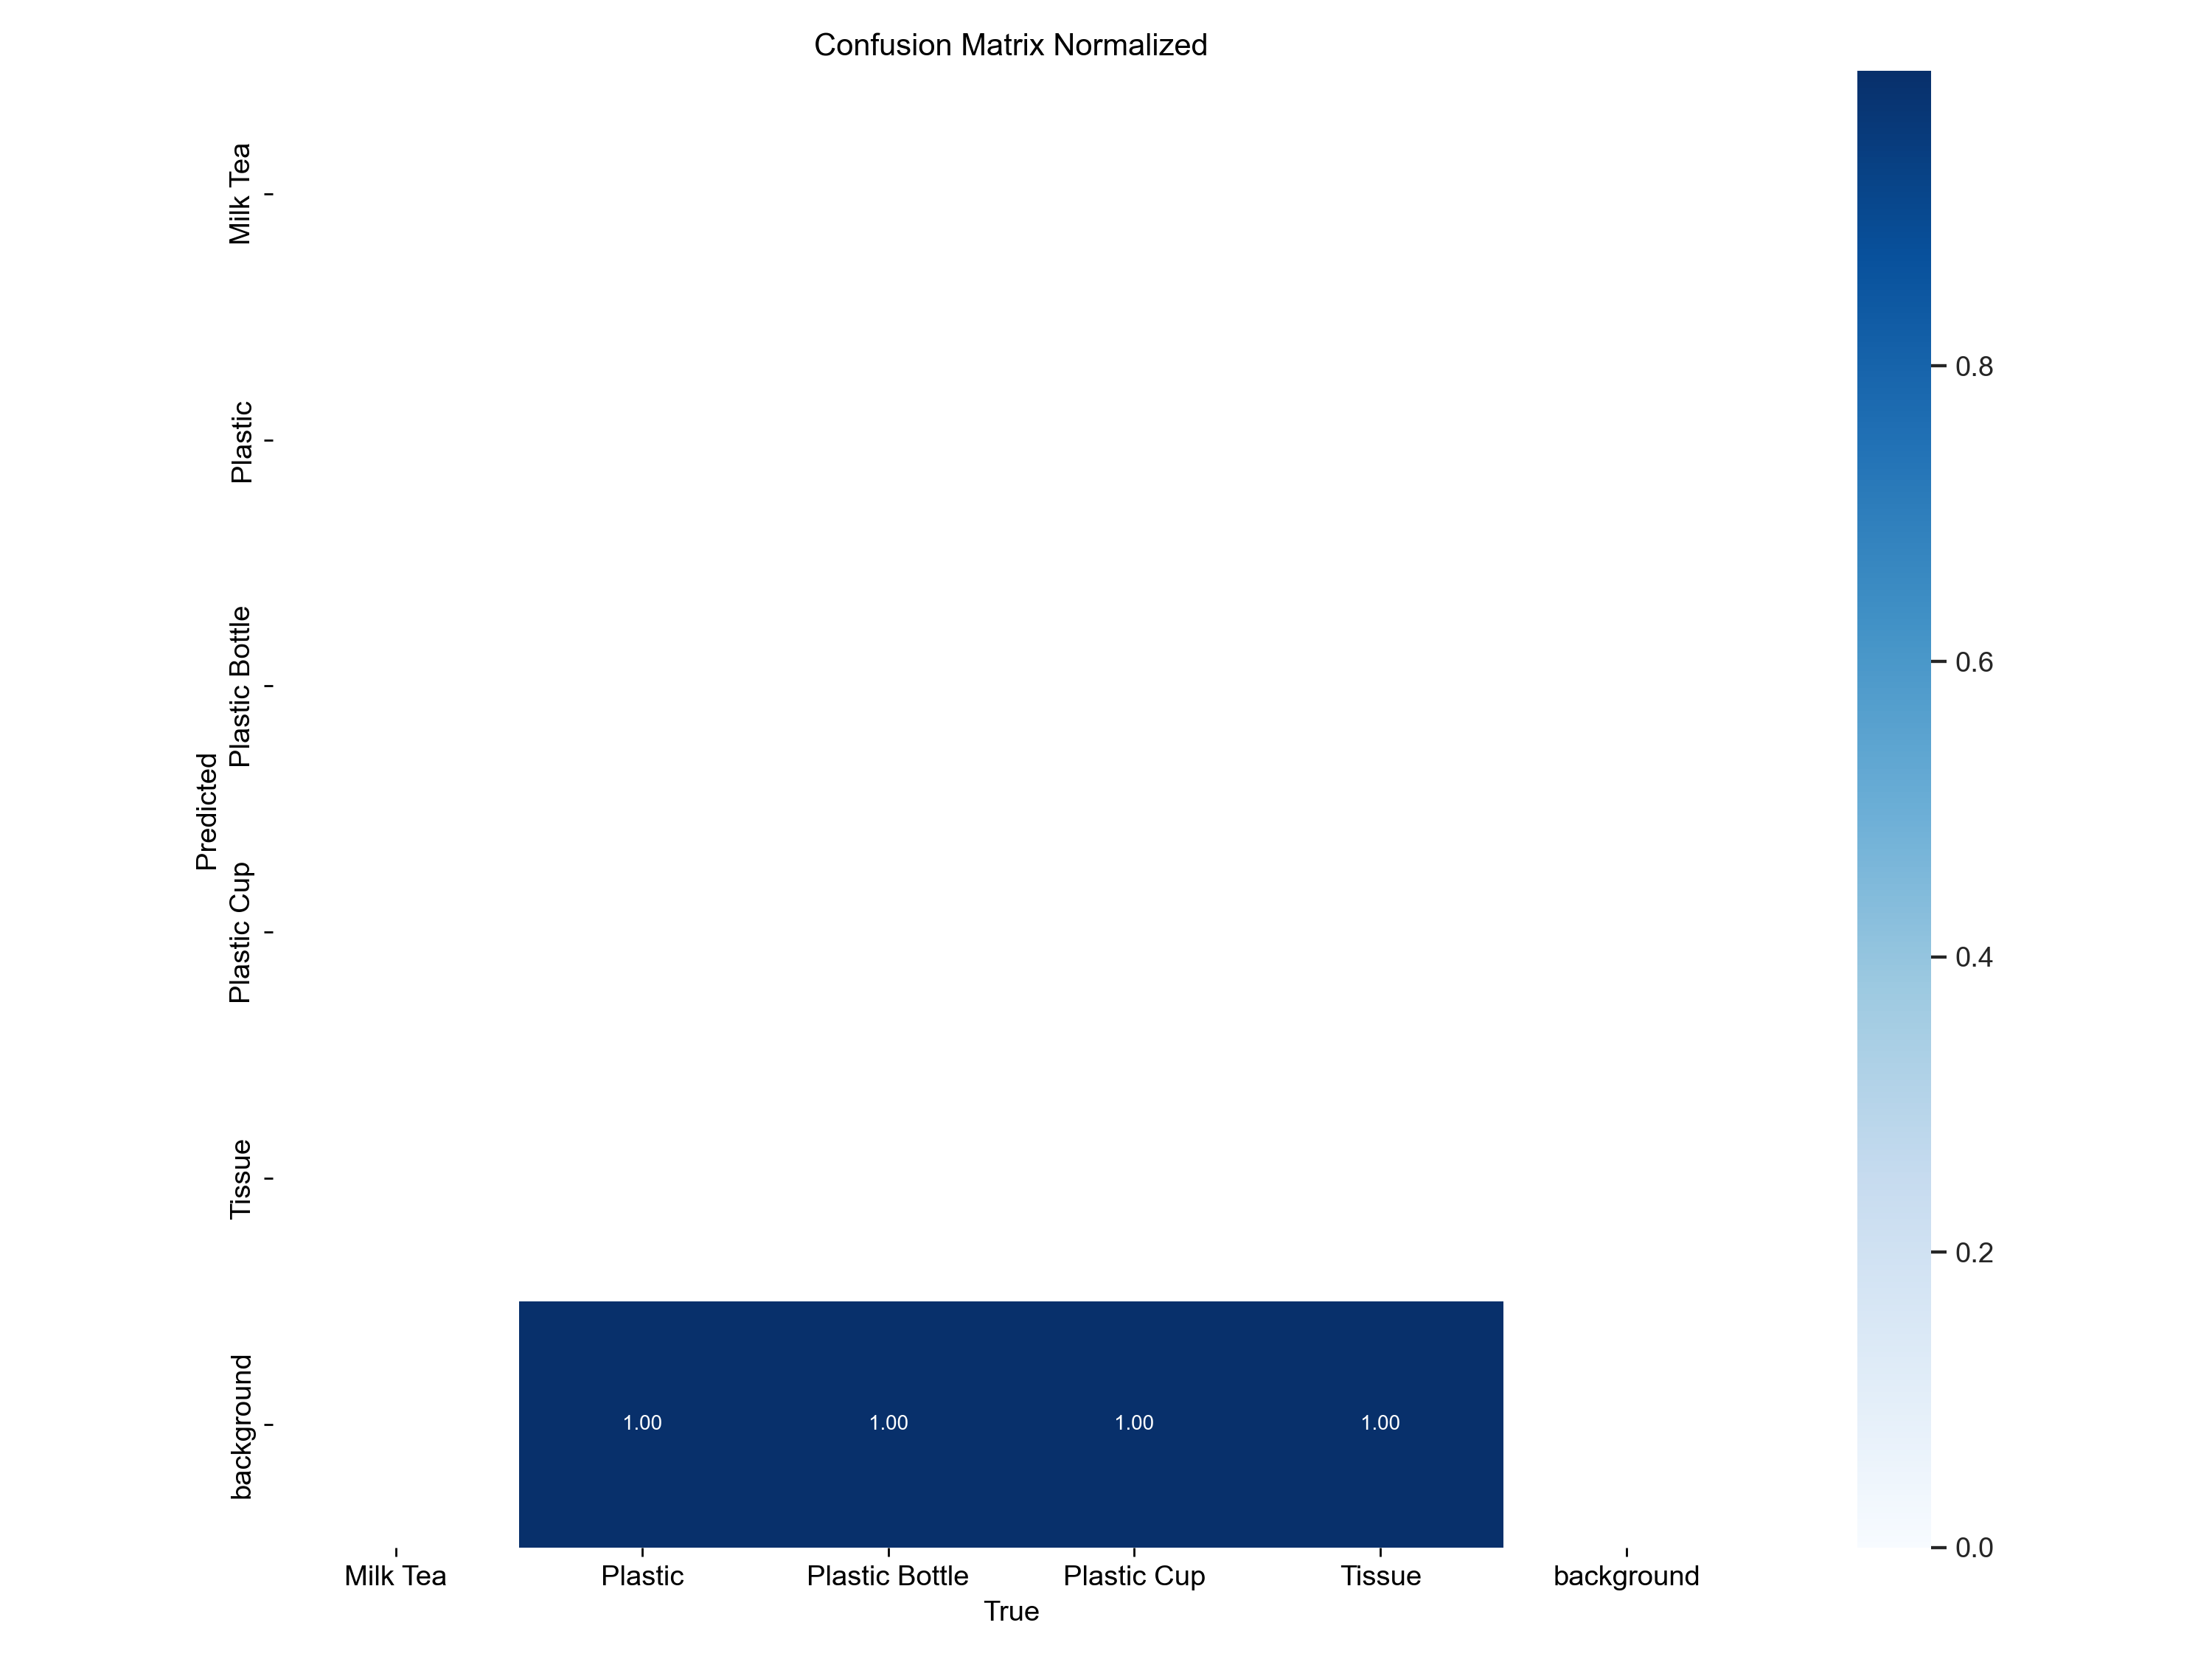 Confusion Matrix Normalized
Milk Tea
Plastic
Plastic Bottle
Plastic Cup
Tissue
background
Predicted
1.00 1.00 1.00 1.00
Milk Tea Plastic Plastic Bottle Plastic Cup Tissue background
True
0.8
0.6
0.4
0.2
0.0